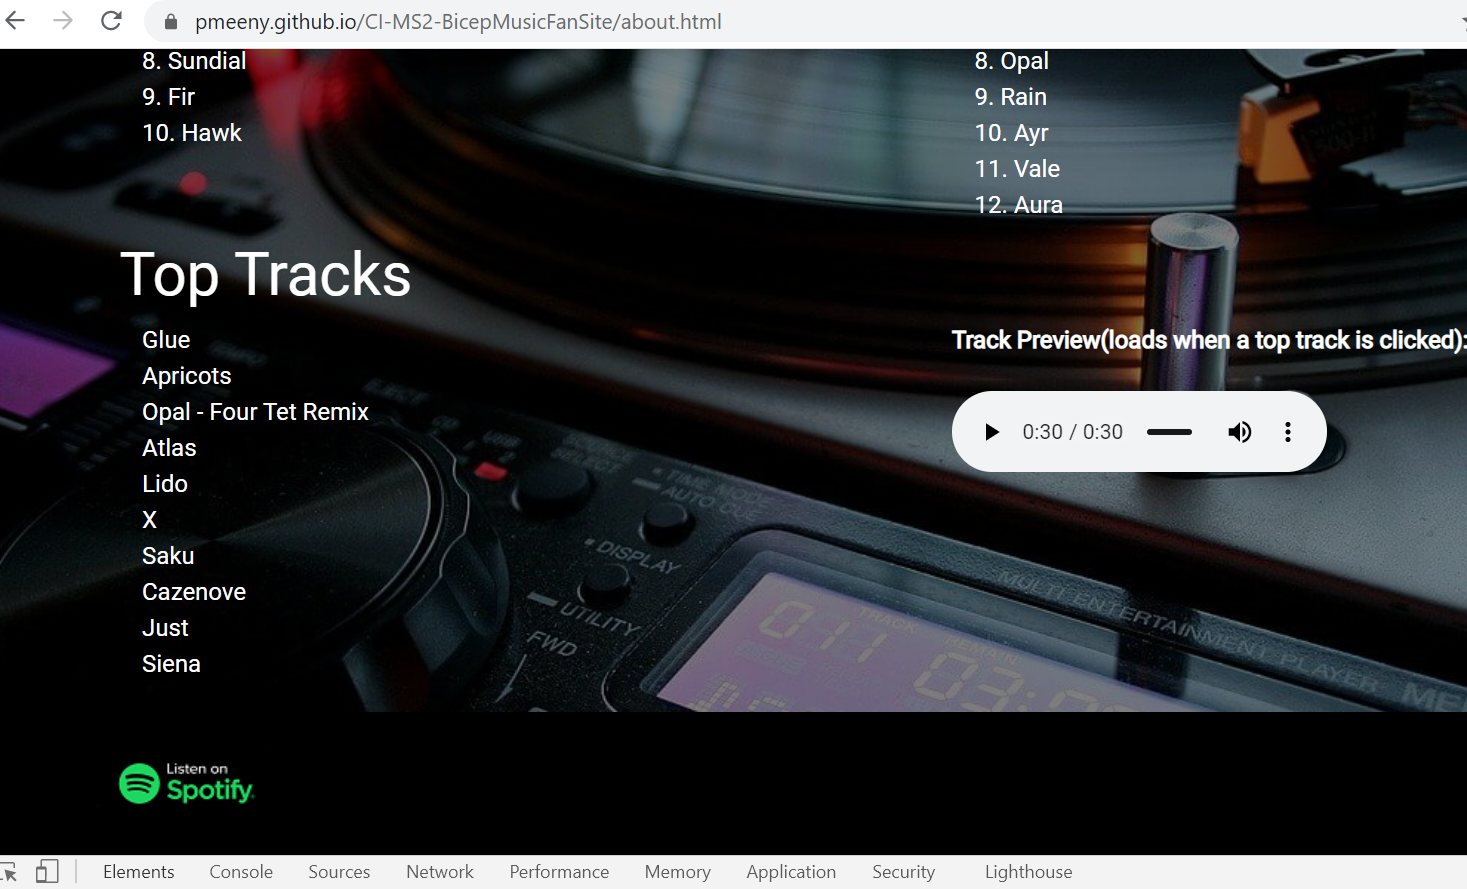 pmeeny.github.io/CI-MS2-BicepMusicFanSite/about.html
8. Sundial
9. Fir
10. Hawk
8. Opal
9. Rain
10. Ayr
11. Vale
12. Aura
Top Tracks
Glue
Apricots
Opal - Four Tet Remix
Atlas
Lido
X
Saku
Cazenove
Just
Siena
Track Preview(loads when a top track is clicked):
0:30 / 0:30
TIME MODE
AUTO CUE
DISPLAY
UTILITY
FWD
MULTI ENTERTAINMENT PLAYER
TRACK
REMAIN
011
Listen on
Spotify
Elements Console Sources Network Performance Memory Application Security Lighthouse